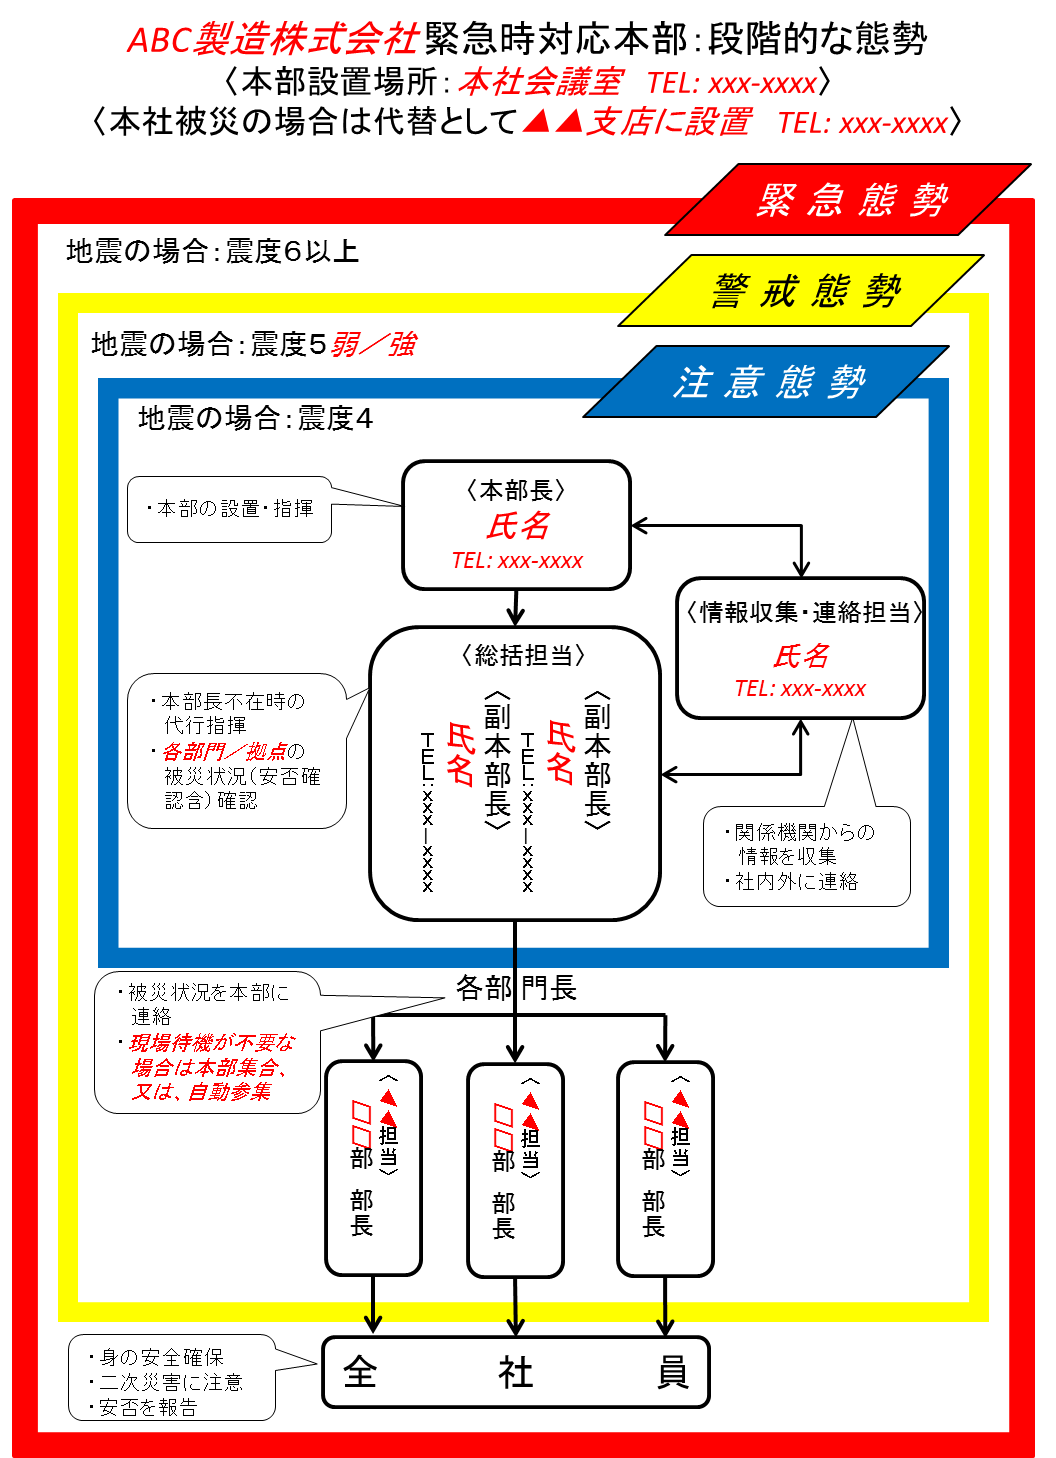 ABC製造株式会社緊急時対応本部：段階的な態勢
〈本部設置場所：本社会議室　TEL: xxx-xxxx〉
〈本社被災の場合は代替として▲▲支店に設置　TEL: xxx-xxxx〉
緊急態勢
地震の場合：震度６以上
警戒態勢
地震の場合：震度５弱／強
注意態勢
地震の場合：震度４
・本部の設置・指揮
〈本部長〉
氏名
TEL: xxx-xxxx
〈情報収集・連絡担当〉
氏名
TEL: xxx-xxxx
〈総括担当〉
〈副本部長〉
氏名
TEL:xxx－xxxx
〈副本部長〉
氏名
TEL:xxx－xxxx
・本部長不在時の
代行指揮
・各部門／拠点の
被災状況（安否確
認含）確認
・関係機関からの
情報を収集
・社内外に連絡
各部門長
・被災状況を本部に
連絡
・現場待機が不要な
場合は本部集合、
又は、自動参集
〈▲▲担当〉
□□部　部長
〈▲▲担当〉
□□部　部長
〈▲▲担当〉
□□部　部長
・身の安全確保
・二次災害に注意
・安否を報告
全　社　員